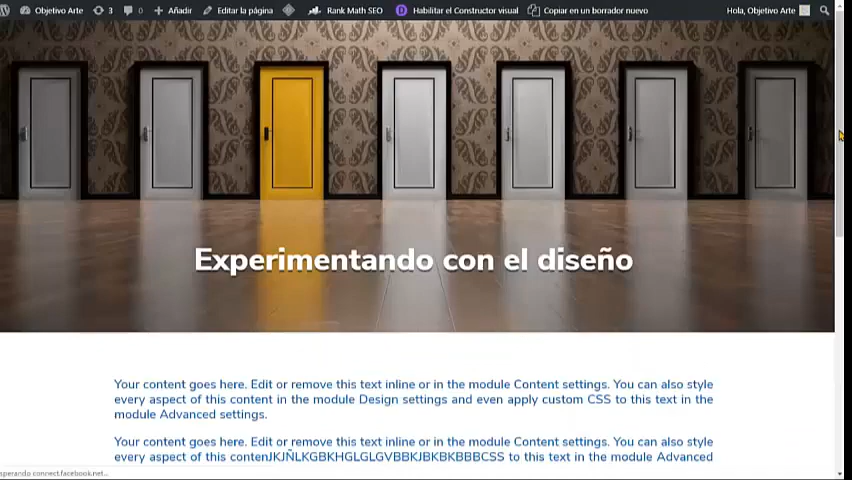 Objetivo Arte 3 0 Añadir Editar la página Rank Math SEO Habilitar el Constructor visual Copiar en un borrador nuevo Hola, Objetivo Arte
Experimentando con el diseño
Your content goes here. Edit or remove this text inline or in the module Content settings. You can also style
every aspect of this content in the module Design settings and even apply custom CSS to this text in the
module Advanced settings.
Your content goes here. Edit or remove this text inline or in the module Content settings. You can also style
every aspect of this contenJKJÑLKGBKHGLGLGVBBKJBKBKBBBCSS to this text in the module Advanced
sperando connect.facebook.net...